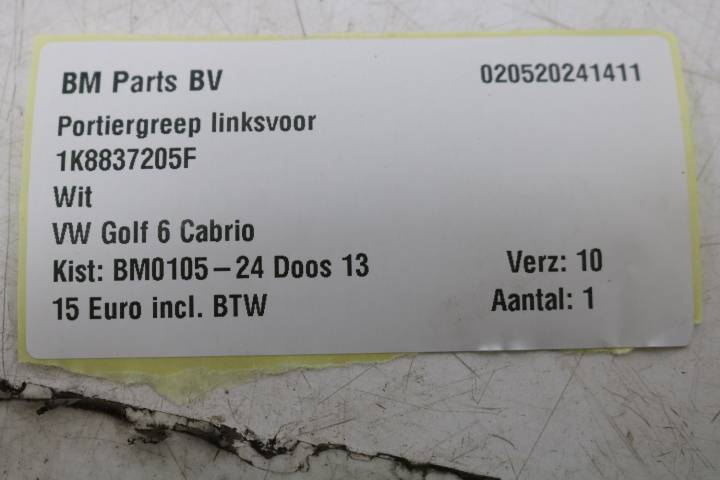 BM Parts BV 020520241411
Portiergreep linksvoor
1K8837205F
Wit
VW Golf 6 Cabrio
Kist: BM0105-24 Doos 13 Verz: 10
15 Euro incl. BTW Aantal: 1